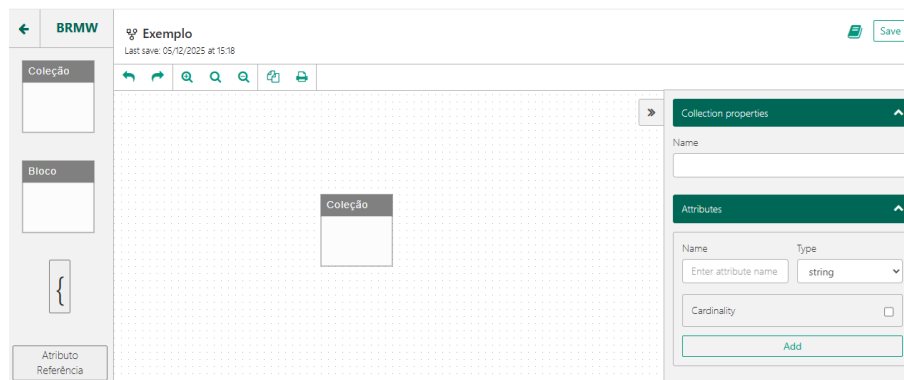 BRMW
Exemplo
Last save: 05/12/2025 at 15:18
Save
Coleção
Bloco
{
Atributo
Referência
Coleção
Collection properties
Name
Attributes
Name Type
Enter attribute name string
Cardinality
Add